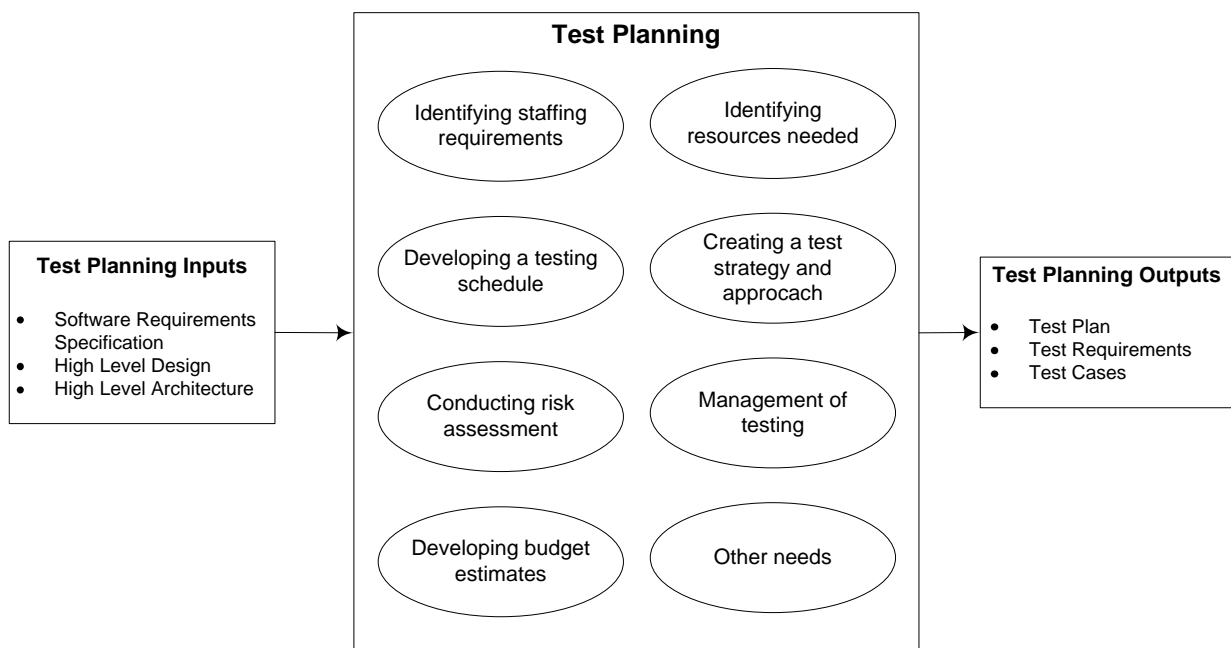 Test Planning
Identifying staffing
requirements
Identifying
resources needed
Developing a testing
schedule
Creating a test
strategy and
approcach
Conducting risk
assessment
Management of
testing
Developing budget
estimates
Other needs
Test Planning Inputs
• Software Requirements
Specification
• High Level Design
• High Level Architecture
Test Planning Outputs
• Test Plan
• Test Requirements
• Test Cases